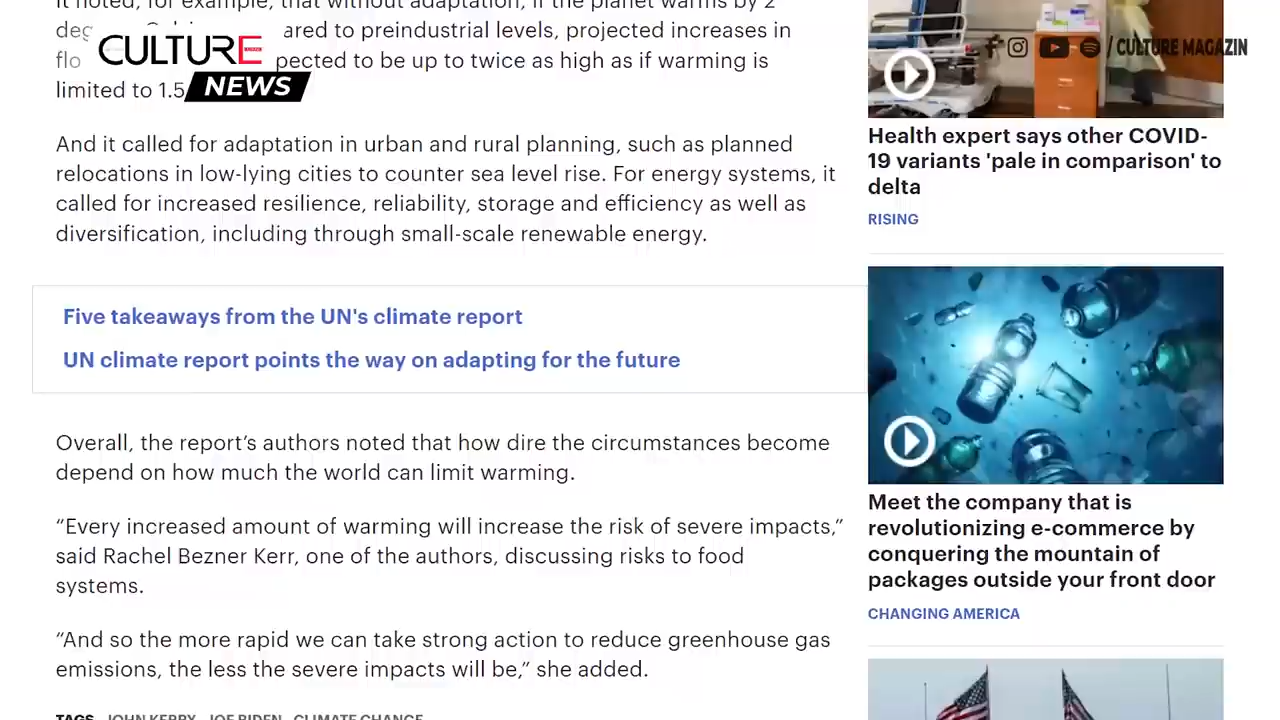 It noted, for example, that without adaptation, if the planet warms by 2
ared to preindustrial levels, projected increases in
flo
pected to be up to twice as high as if warming is
limited to 1.5
CULTURE
NEWS
And it called for adaptation in urban and rural planning, such as planned
relocations in low-lying cities to counter sea level rise. For energy systems, it
called for increased resilience, reliability, storage and efficiency as well as
diversification, including through small-scale renewable energy.
Five takeaways from the UN's climate report
UN climate report points the way on adapting for the future
Overall, the report’s authors noted that how dire the circumstances become
depend on how much the world can limit warming.
“Every increased amount of warming will increase the risk of severe impacts,”
said Rachel Bezner Kerr, one of the authors, discussing risks to food
systems.
“And so the more rapid we can take strong action to reduce greenhouse gas
emissions, the less the severe impacts will be,” she added.
TAGS JOHN KERRY JOE BIDEN CLIMATE CHANGE
/ CULTURE MAGAZIN
Health expert says other COVID-
19 variants 'pale in comparison' to
delta
RISING
Meet the company that is
revolutionizing e-commerce by
conquering the mountain of
packages outside your front door
CHANGING AMERICA